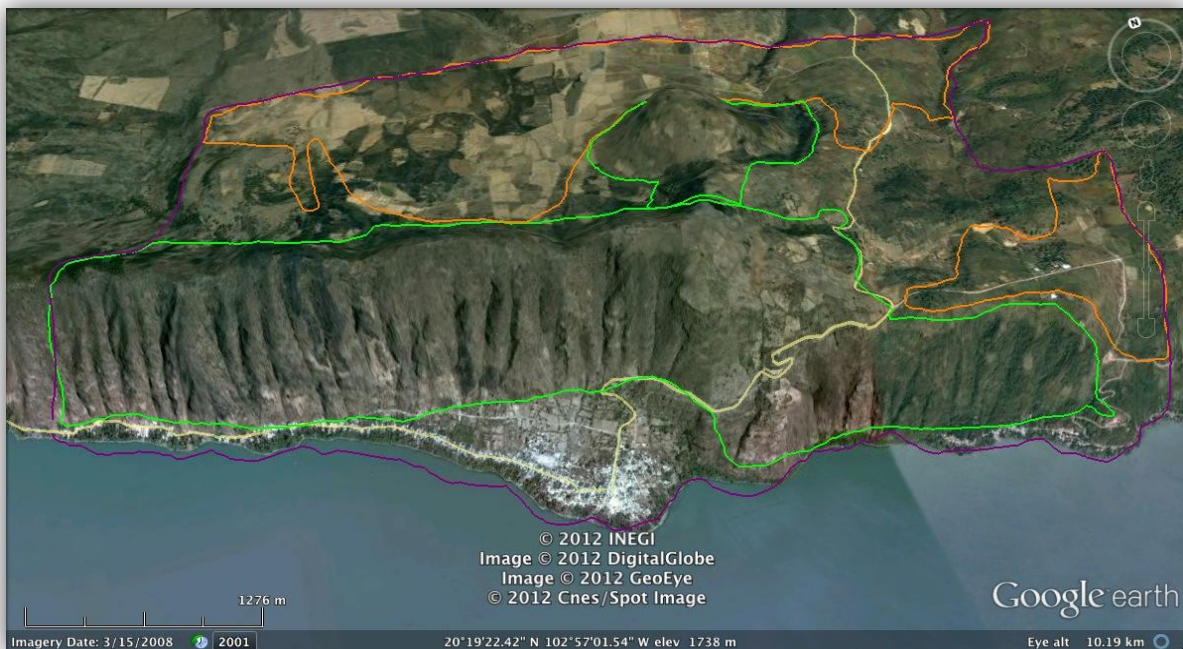 N
© 2012 INEGI
Image © 2012 DigitalGlobe
Image © 2012 GeoEye
© 2012 Cnes/Spot Image
Google earth
1276 m
Imagery Date: 3/15/2008 2001 20°19'22.42" N 102°57'01.54" W elev 1738 m Eye alt 10.19 km